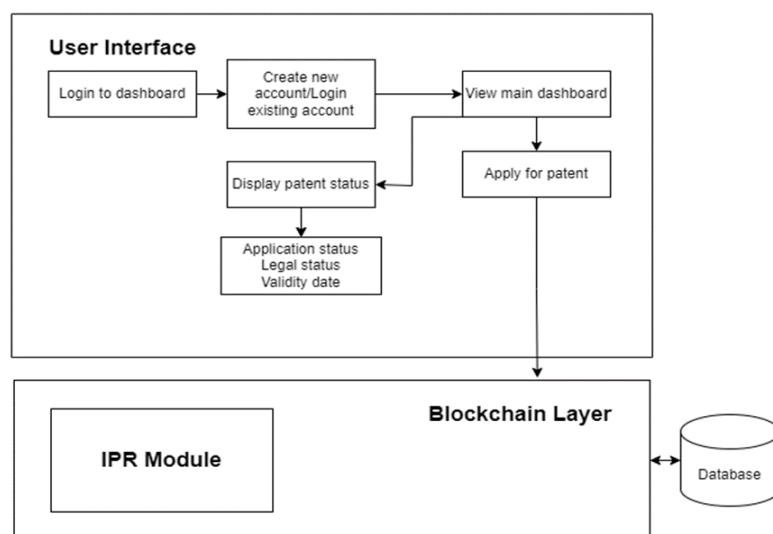 User Interface
Login to dashboard
Create new
account/Login
existing account
View main dashboard
Display patent status
Apply for patent
Application status
Legal status
Validity date
Blockchain Layer
IPR Module
Database